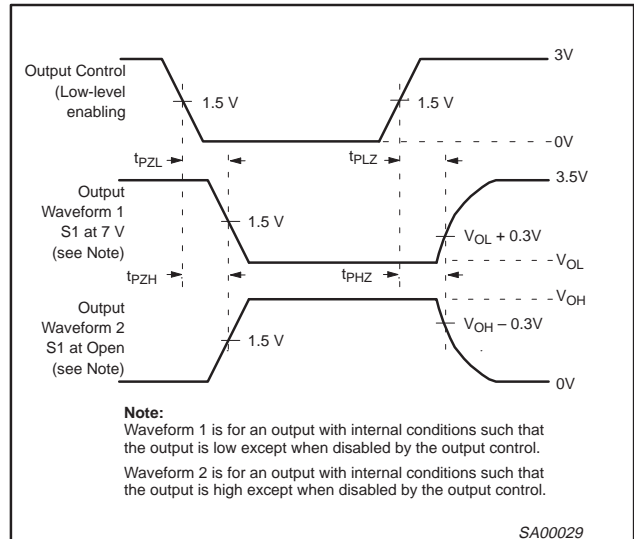 Output Control
(Low-level
enabling
1.5 V
1.5 V
3V
0V
tPZL
tPLZ
Output
Waveform 1
S1 at 7 V
(see Note)
1.5 V
3.5V
VOL + 0.3V
VOL
tPZH
tPHZ
Output
Waveform 2
S1 at Open
(see Note)
1.5 V
VOH
VOH – 0.3V
0V
Note:
Waveform 1 is for an output with internal conditions such that
the output is low except when disabled by the output control.
Waveform 2 is for an output with internal conditions such that
the output is high except when disabled by the output control.
SA00029